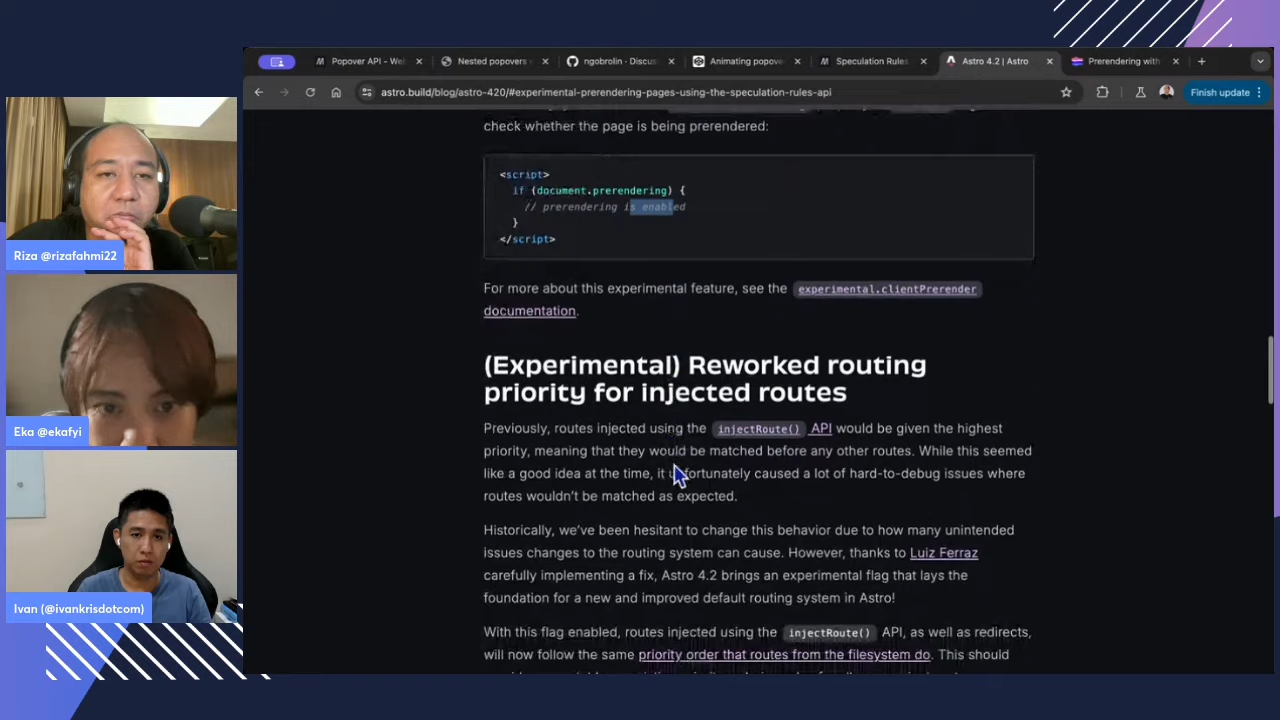 Riza @rizafahmi22
Eka @ekafyi
Ivan (@ivankrisdotcom)
Popover API - Web
Nested popovers
ngobrolin · Discus
Animating popove
Speculation Rules
Astro 4.2 | Astro
Prerendering with
astro.build/blog/astro-420/#experimental-prerendering-pages-using-the-speculation-rules-api
Finish update
check whether the page is being prerendered:
<script>
if (document.prerendering) {
// prerendering is enabled
}
</script>
For more about this experimental feature, see the experimental.clientPrerender
documentation.
(Experimental) Reworked routing
priority for injected routes
Previously, routes injected using the injectRoute() API would be given the highest
priority, meaning that they would be matched before any other routes. While this seemed
like a good idea at the time, it unfortunately caused a lot of hard-to-debug issues where
routes wouldn't be matched as expected.
Historically, we've been hesitant to change this behavior due to how many unintended
issues changes to the routing system can cause. However, thanks to Luiz Ferraz
carefully implementing a fix, Astro 4.2 brings an experimental flag that lays the
foundation for a new and improved default routing system in Astro!
With this flag enabled, routes injected using the injectRoute() API, as well as redirects,
will now follow the same priority order that routes from the filesystem do. This should